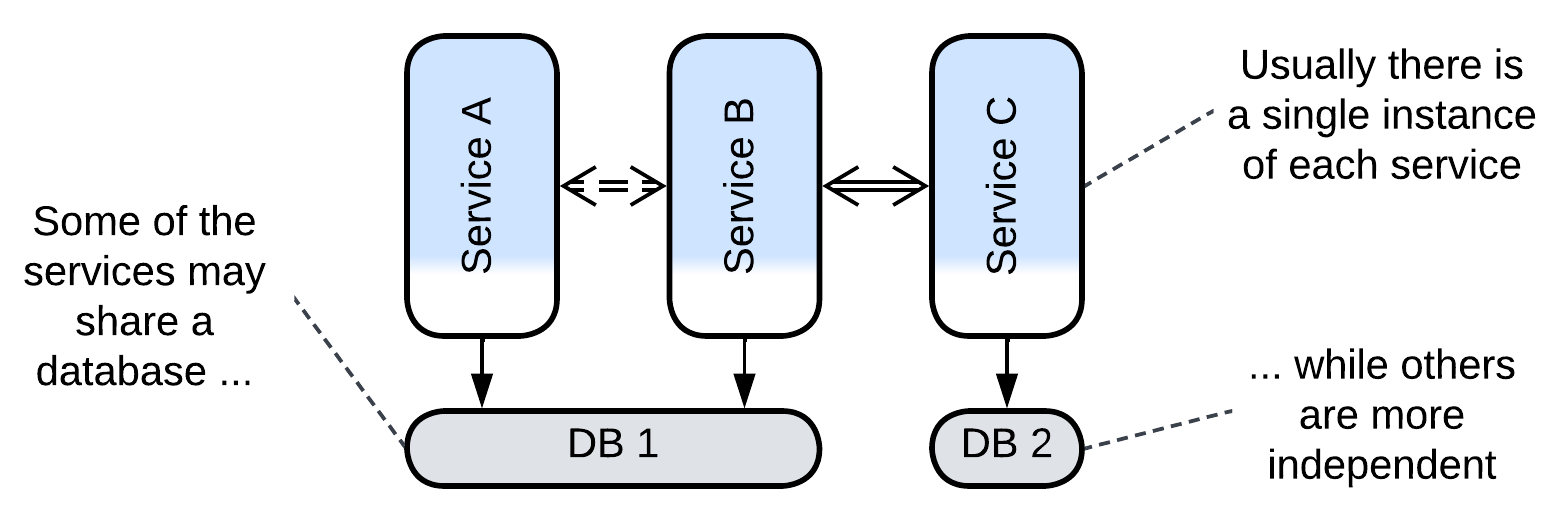 Service A
Service B
Service C
Usually there is
a single instance
of each service
Some of the
services may
share a
database ...
DB 1
DB 2
... while others
are more
independent